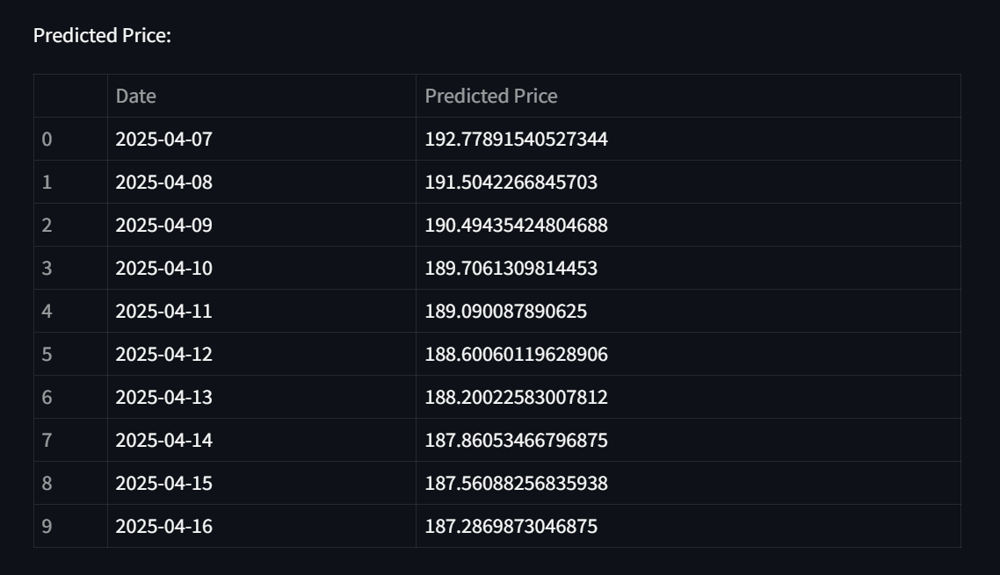 Predicted Price:
Date Predicted Price
0 2025-04-07 192.77891540527344
1 2025-04-08 191.5042266845703
2 2025-04-09 190.49435424804688
3 2025-04-10 189.7061309814453
4 2025-04-11 189.090087890625
5 2025-04-12 188.60060119628906
6 2025-04-13 188.20022583007812
7 2025-04-14 187.86053466796875
8 2025-04-15 187.56088256835938
9 2025-04-16 187.2869873046875